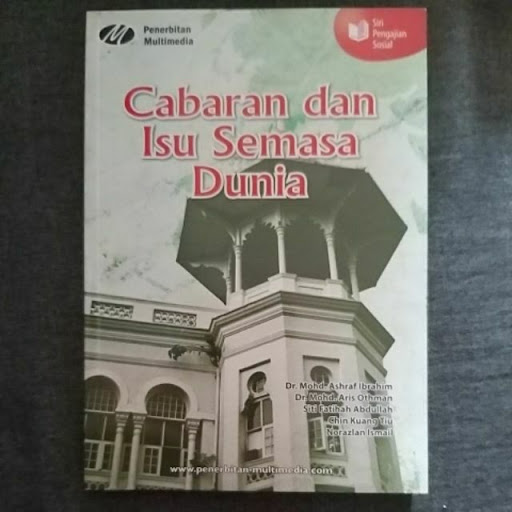 Penerbitan
Multimedia
Siri
Pengajian
Sosial
Cabaran dan
Isu Semasa
Dunia
Dr. Mohd. Ashraf Ibrahim
Dr. Mohd. Aris Othman
Siti Fatihah Abdullah
Chin Kuang Yiu
Norazlan Ismail
www.penerbitan-multimedia.com